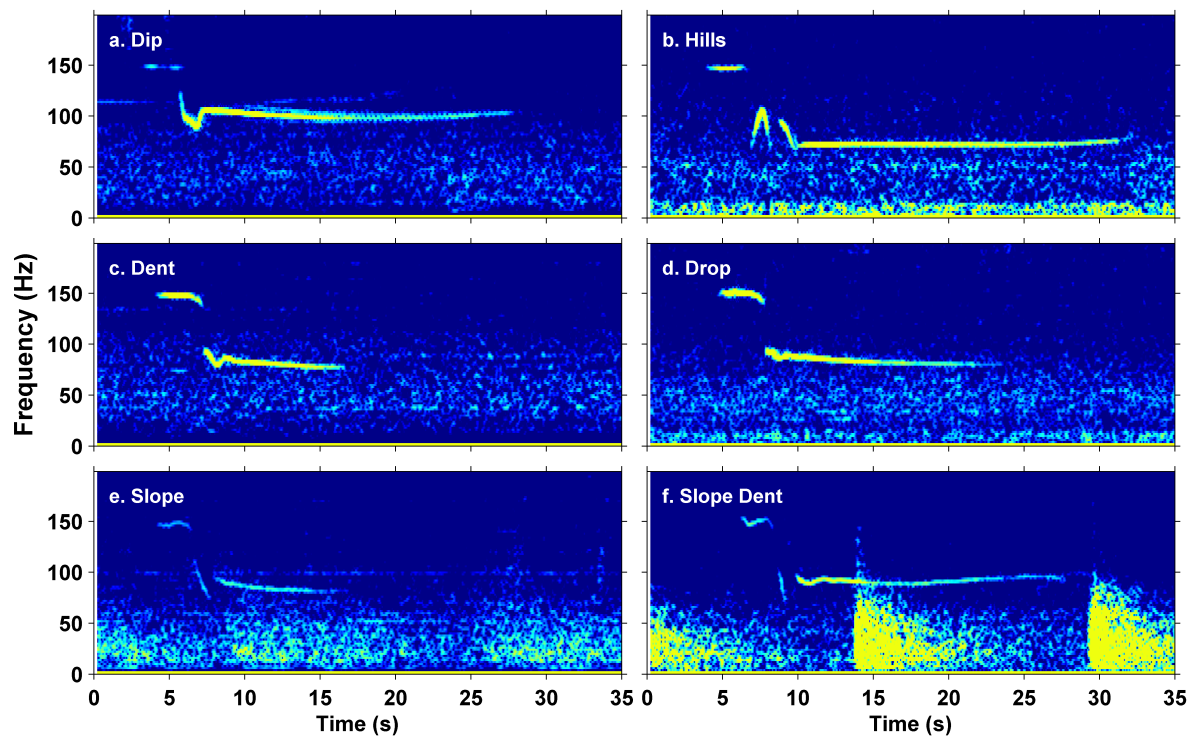 a. Dip
b. Hills
150
100
50
0
c. Dent
d. Drop
150
100
50
0
Frequency (Hz)
e. Slope
f. Slope Dent
150
100
50
0
0 5 10 15 20 25 30 35
0 5 10 15 20 25 30 35
Time (s)
Time (s)